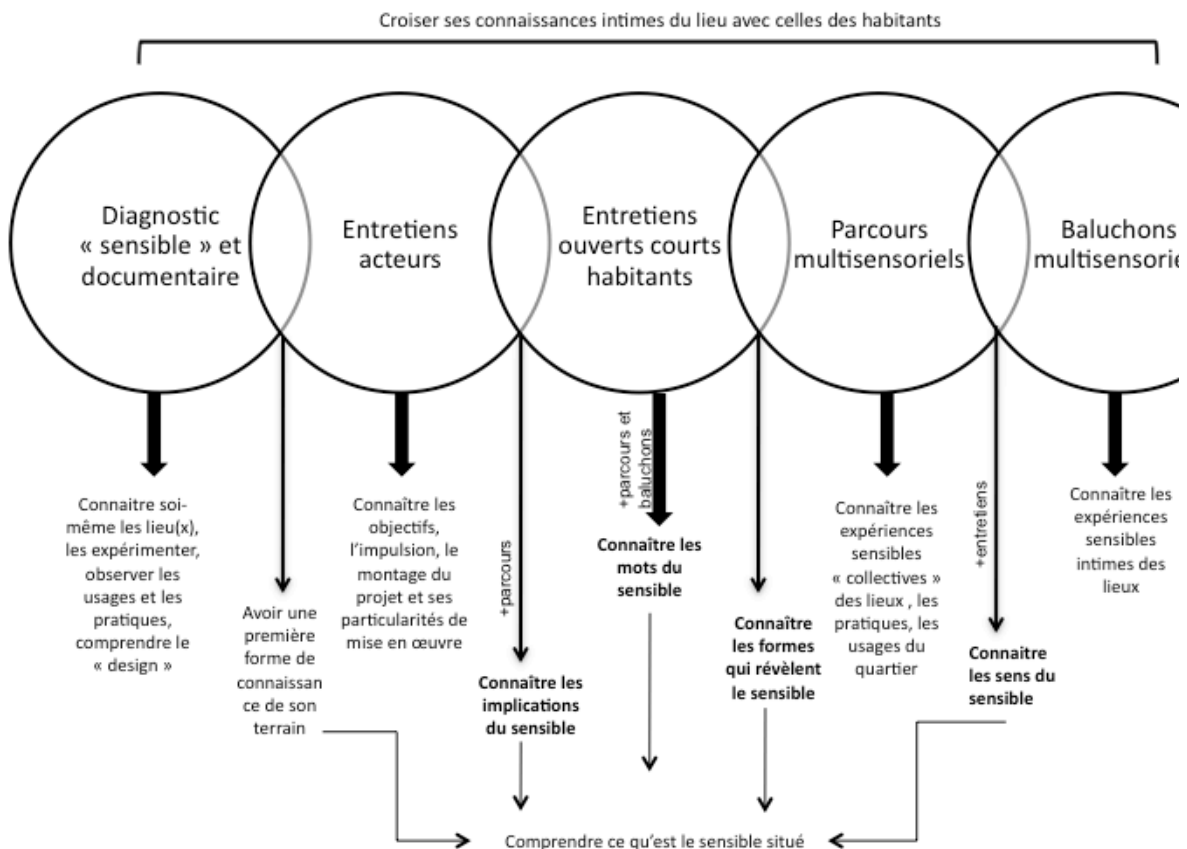 Croiser ses connaissances intimes du lieu avec celles des habitants
Diagnostic
« sensible » et
documentaire
Entretiens
acteurs
Entretiens
ouverts courts
habitants
Parcours
multisensoriels
Baluchons
multisensorie
Connaitre soi-
même les lieu(x),
les expérimenter,
observer les
usages et les
pratiques,
comprendre le
« design »
Avoir une
première
forme de
connaissan
ce de son
terrain
Connaître les
objectifs,
l’impulsion, le
montage du
projet et ses
particularités de
mise en œuvre
+parcours
Connaître les
implications
du sensible
+parcours et
baluchons
Connaître les
mots du
sensible
Connaître
les formes
qui révèlent
le sensible
Connaître les
expériences
sensibles
« collectives »
des lieux , les
pratiques, les
usages du
quartier
+entretiens
Connaitre
les sens du
sensible
Connaître les
expériences
sensibles
intimes des
lieux
Comprendre ce qu’est le sensible situé